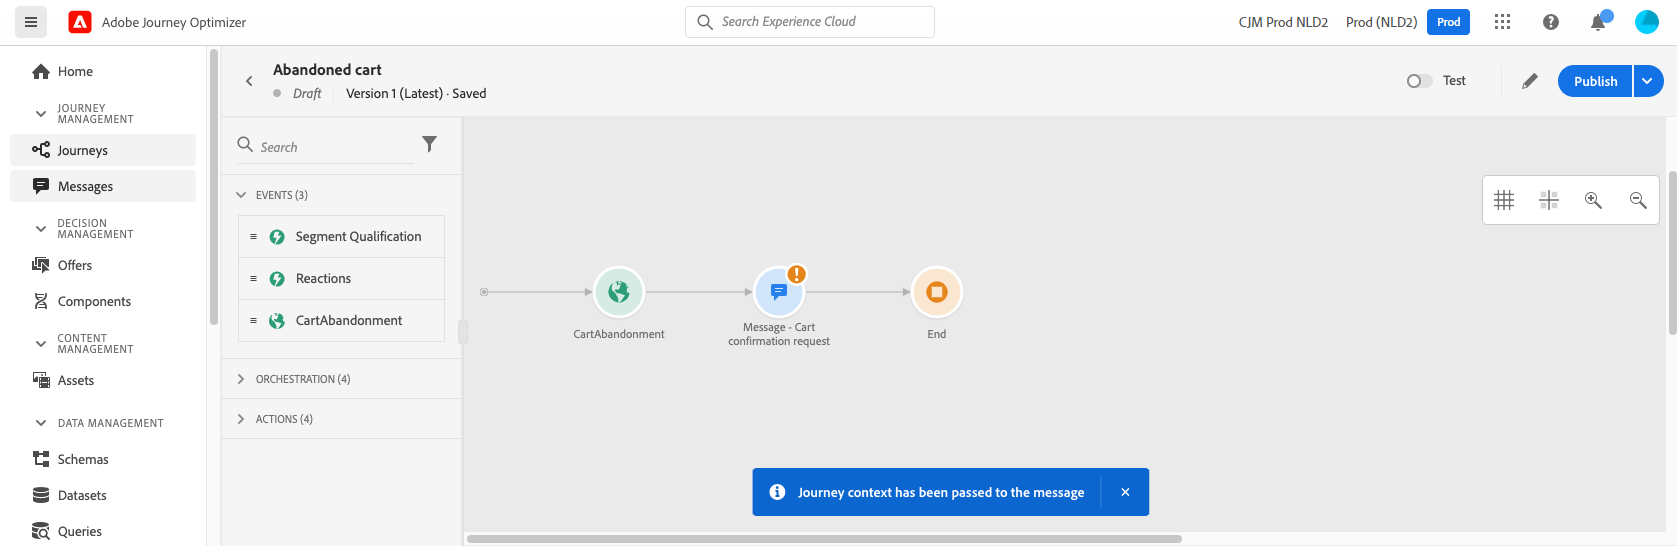 Adobe Journey Optimizer
Search Experience Cloud
CJM Prod NLD2
Prod (NLD2)
Prod
Home
JOURNEY
MANAGEMENT
Journeys
Messages
DECISION
MANAGEMENT
Offers
Components
CONTENT
MANAGEMENT
Assets
DATA MANAGEMENT
Schemas
Datasets
Queries
Abandoned cart
Draft
Version 1 (Latest) · Saved
Test
Publish
Search
EVENTS (3)
Segment Qualification
Reactions
CartAbandonment
ORCHESTRATION (4)
ACTIONS (4)
CartAbandonment
Message - Cart
confirmation request
End
Journey context has been passed to the message